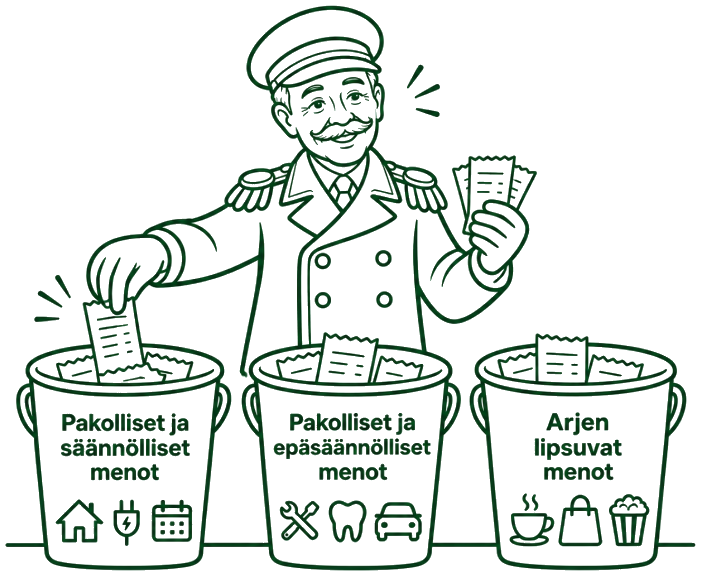 Pakolliset ja
säännölliset
menot
Pakolliset ja
epäsäännölliset
menot
Arjen
lipsuvat
menot